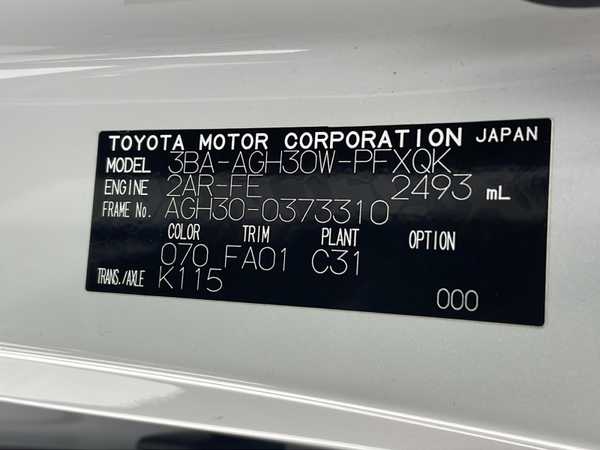 TOYOTA MOTOR CORPORATION JAPAN
MODEL 3BA-AGH30W-PFXQK
ENGINE 2AR-FE 2493 mL
FRAME No. AGH30-0373310
COLOR TRIM PLANT OPTION
070 FA01 C31
TRANS./AXLE K115
000